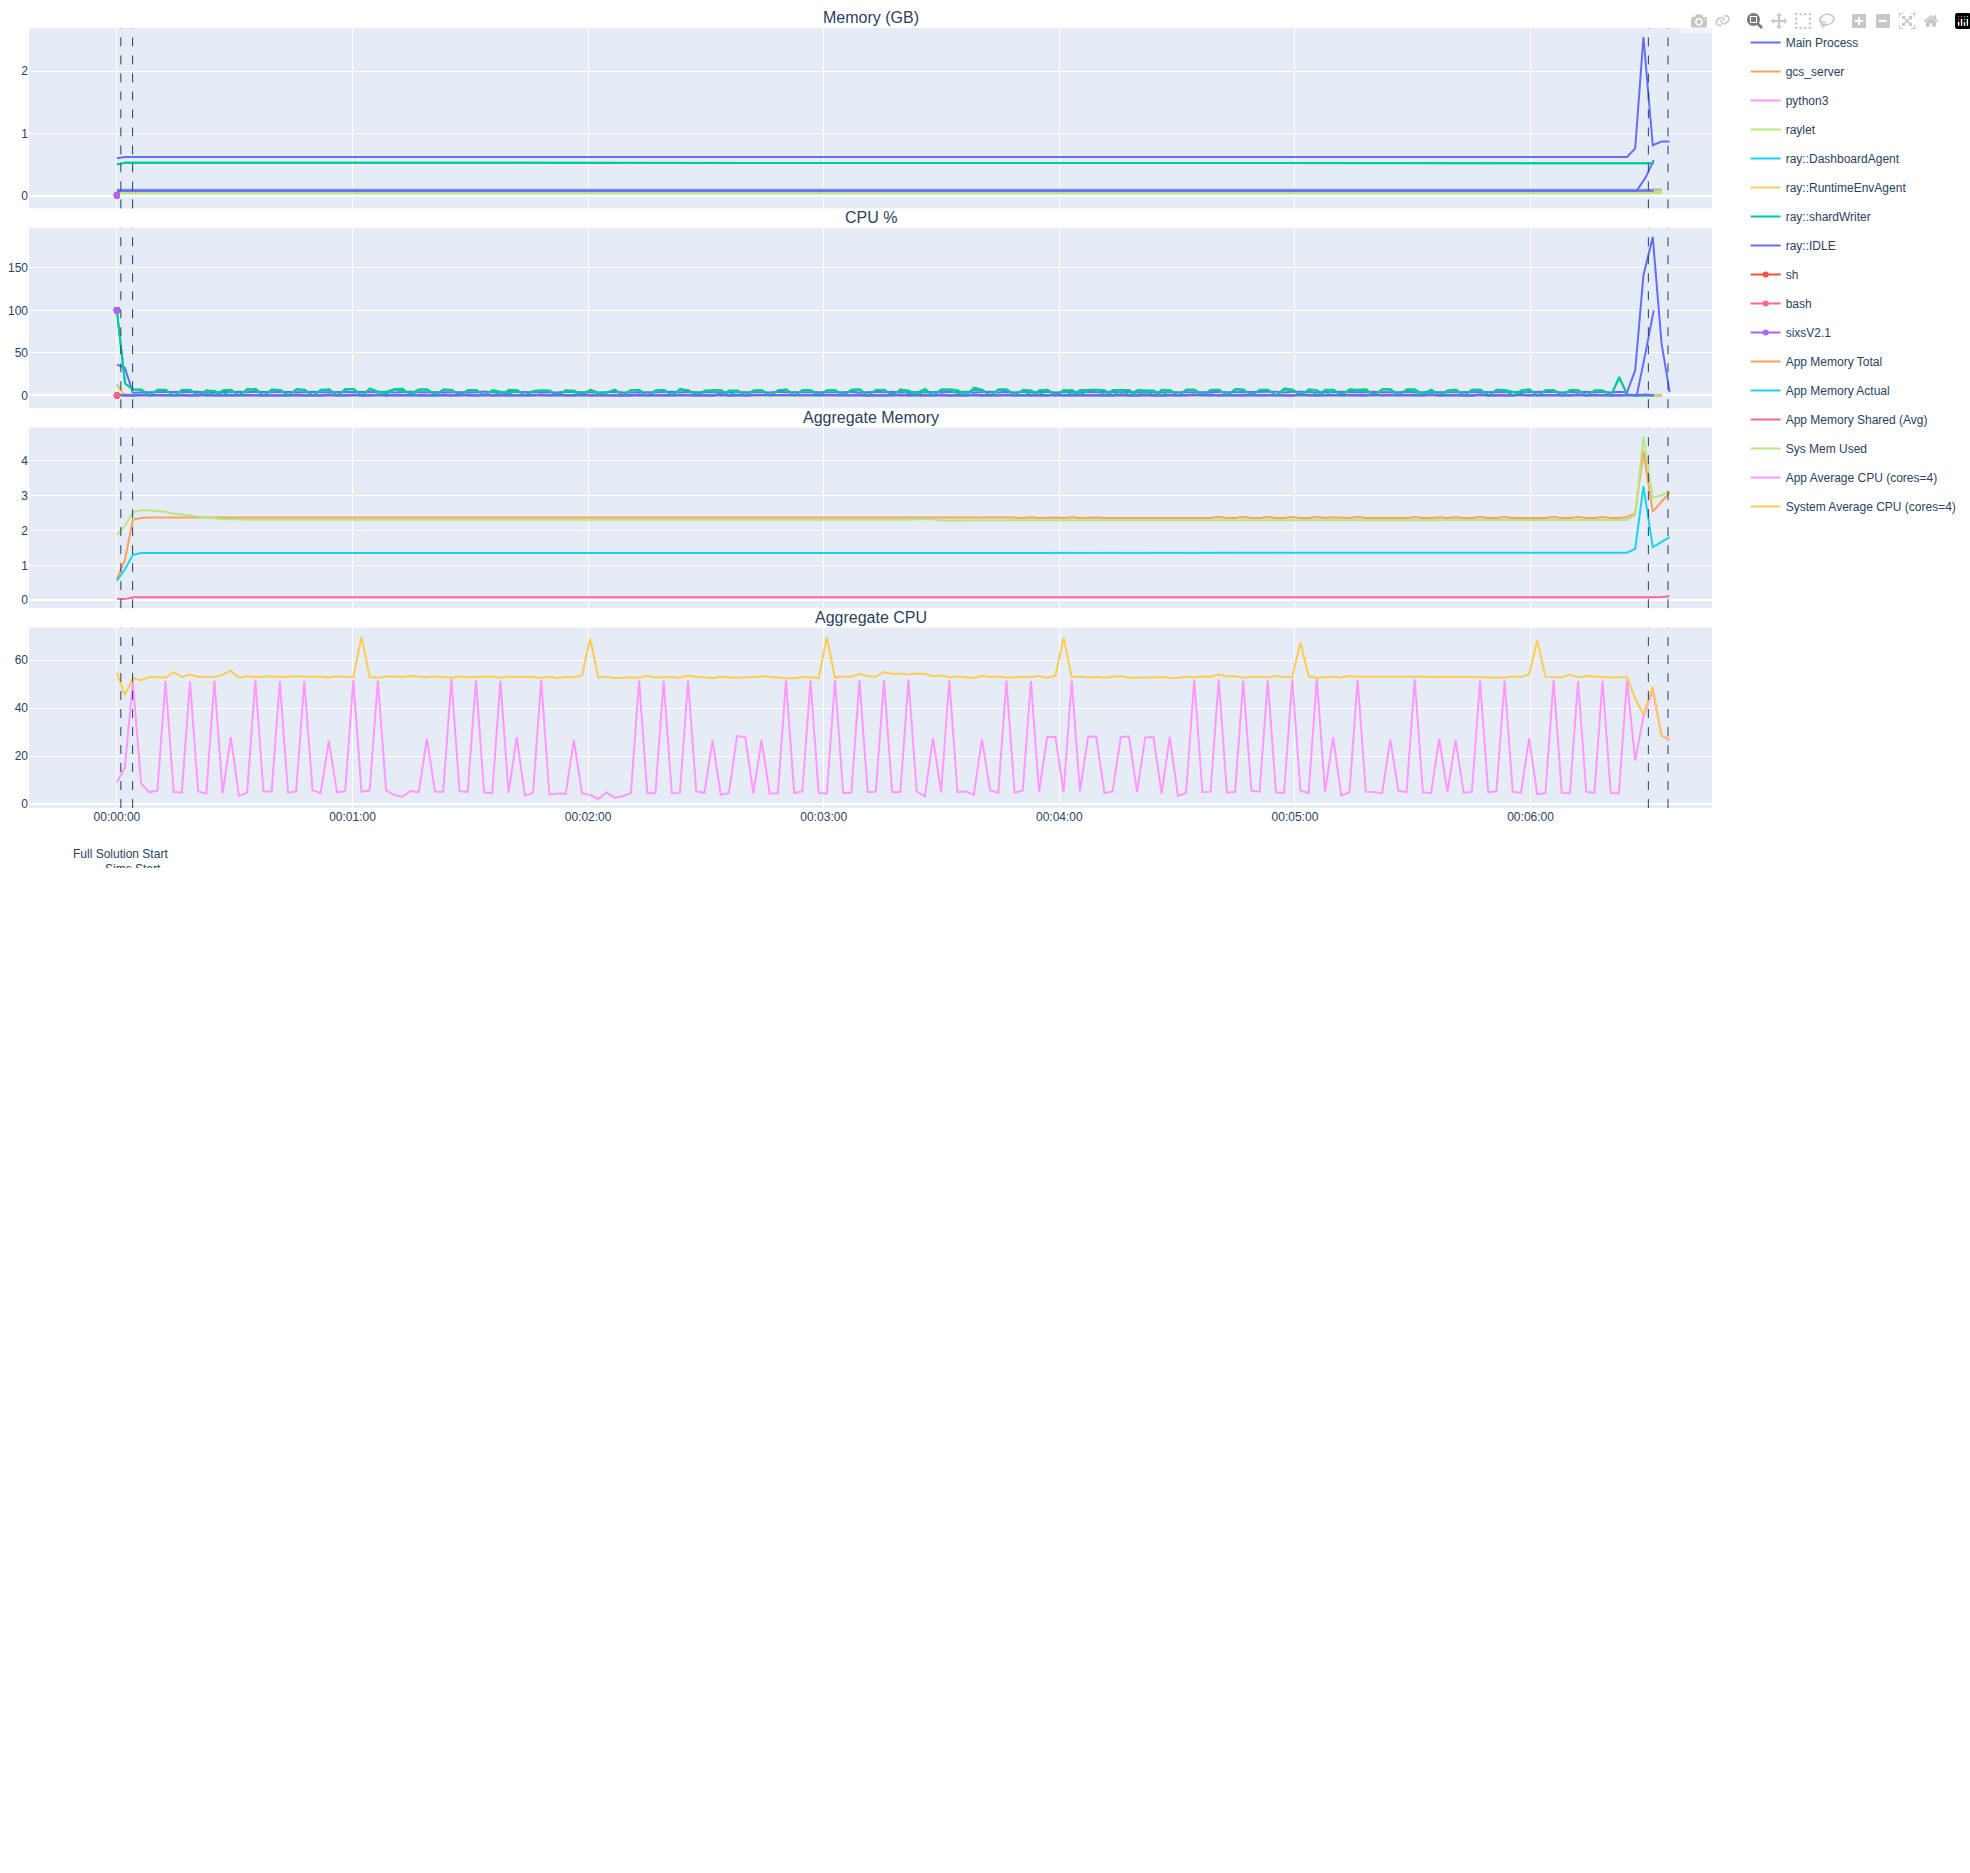 Memory (GB)
2
1
0
CPU %
150
100
50
0
Aggregate Memory
4
3
2
1
0
Aggregate CPU
60
40
20
0
00:00:00
00:01:00
00:02:00
00:03:00
00:04:00
00:05:00
00:06:00
Full Solution Start
Sims Start
Main Process
gcs_server
python3
raylet
ray::DashboardAgent
ray::RuntimeEnvAgent
ray::shardWriter
ray::IDLE
sh
bash
sixsV2.1
App Memory Total
App Memory Actual
App Memory Shared (Avg)
Sys Mem Used
App Average CPU (cores=4)
System Average CPU (cores=4)